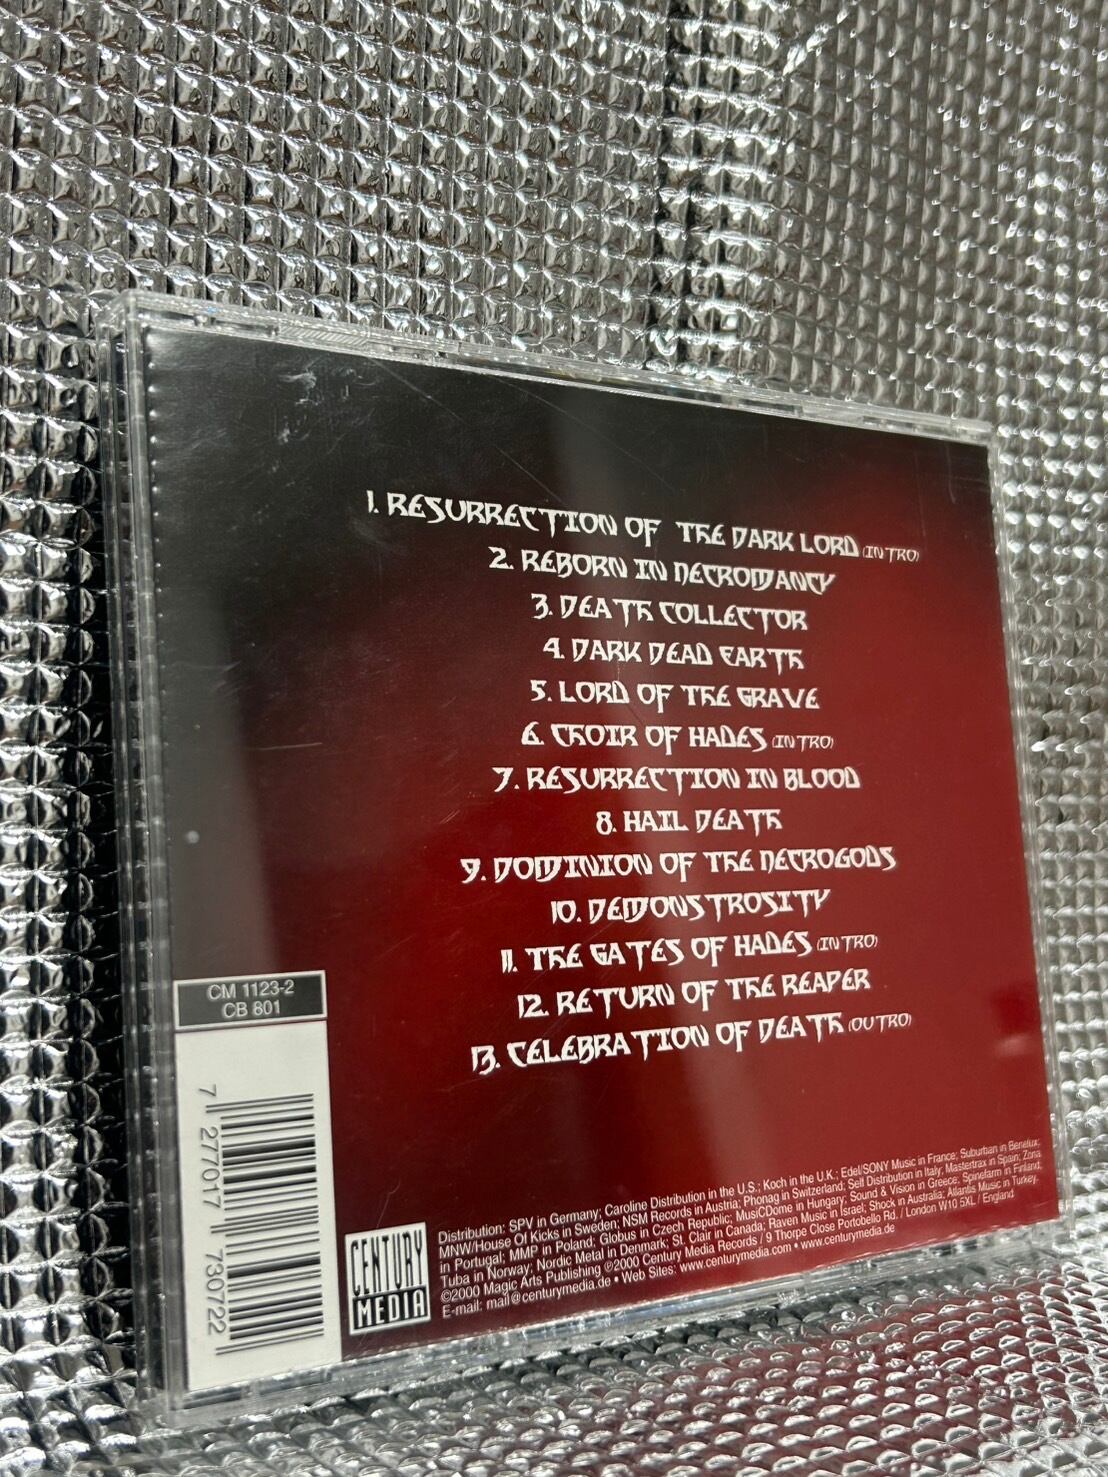 1. RESURRECTION OF THE DARK LORD (INTRO)
2. REBORN IN NECROMANCY
3. DEATH COLLECTOR
4. DARK DEAD EARTH
5. LORD OF THE GRAVE
6. CHOIR OF HADES (INTRO)
7. RESURRECTION IN BLOOD
8. HAIL DEATH
9. DOMINION OF THE NECROGODS
10. DEMONSTROSITY
11. THE GATES OF HADES (INTRO)
12. RETURN OF THE REAPER
13. CELEBRATION OF DEATH (OUTRO)
CM 1123-2
CB 801
7 277017 730722
CENTURY
MEDIA
Distribution: SPV in Germany; Caroline Distribution in the U.S.; Koch in the U.K.; Edel/SONY Music in France; Suburban in Benelux;
MNW/House Of Kicks in Sweden; NSM Records in Austria; Phonag in Switzerland; Self Distribution in Italy; Mastertrax in Spain; Zona
in Portugal; MMP in Poland; Globus in Czech Republic; MusiCDome in Hungary; Sound & Vision in Greece; Spinefarm in Finland;
Tuba in Norway; Nordic Metal in Denmark; St. Clair in Canada; Raven Music in Israel; Shock in Australia; Atlantis Music in Turkey.
©2000 Magic Arts Publishing ℗2000 Century Media Records / 9 Thorpe Close Portobello Rd. / London W10 5XL / England
E-mail: mail@centurymedia.de • Web Sites: www.centurymedia.com • www.centurymedia.de